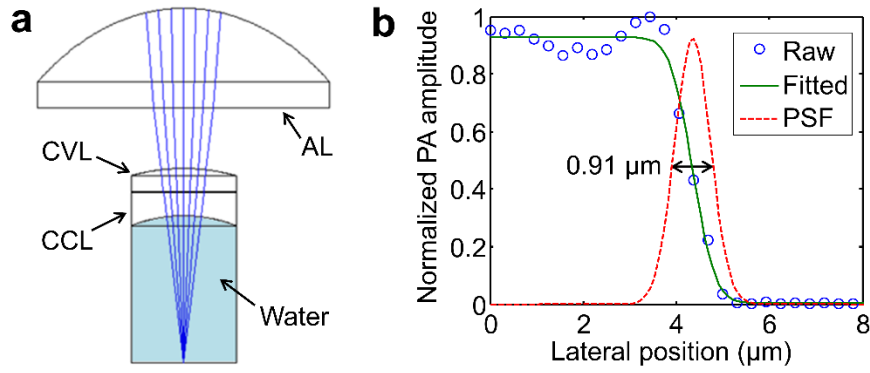 a
AL
CVL
CCL
Water
b
Normalized PA amplitude
1
0.8
0.6
0.4
0.2
0
Raw
Fitted
PSF
0.91 µm
0 2 4 6 8
Lateral position (µm)